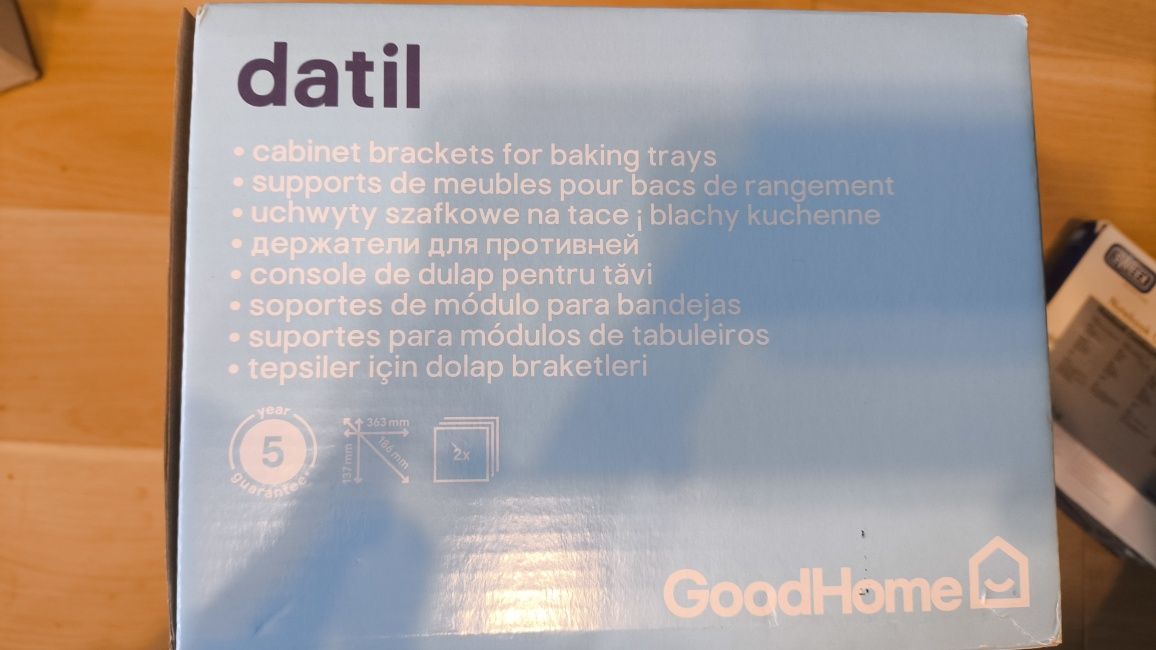 datil
• cabinet brackets for baking trays
• supports de meubles pour bacs de rangement
• uchwyty szafkowe na tace ¡ blachy kuchenne
• держатели для противней
• console de dulap pentru tăvi
• soportes de módulo para bandejas
• suportes para módulos de tabuleiros
• tepsiler için dolap braketleri
year
5
guarantee
363 mm
186 mm
137 mm
2x
GoodHome